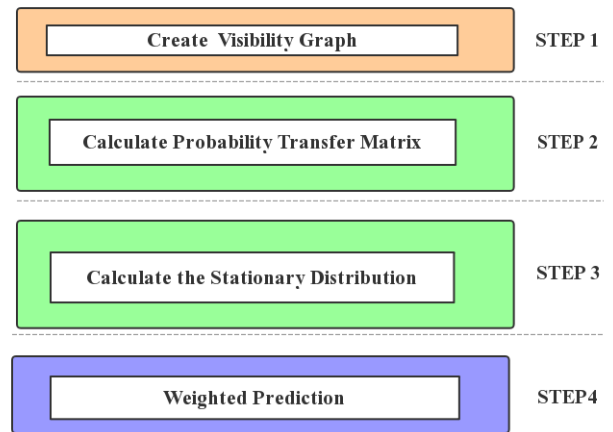 Create Visibility Graph STEP 1
Calculate Probability Transfer Matrix STEP 2
Calculate the Stationary Distribution STEP 3
Weighted Prediction STEP4